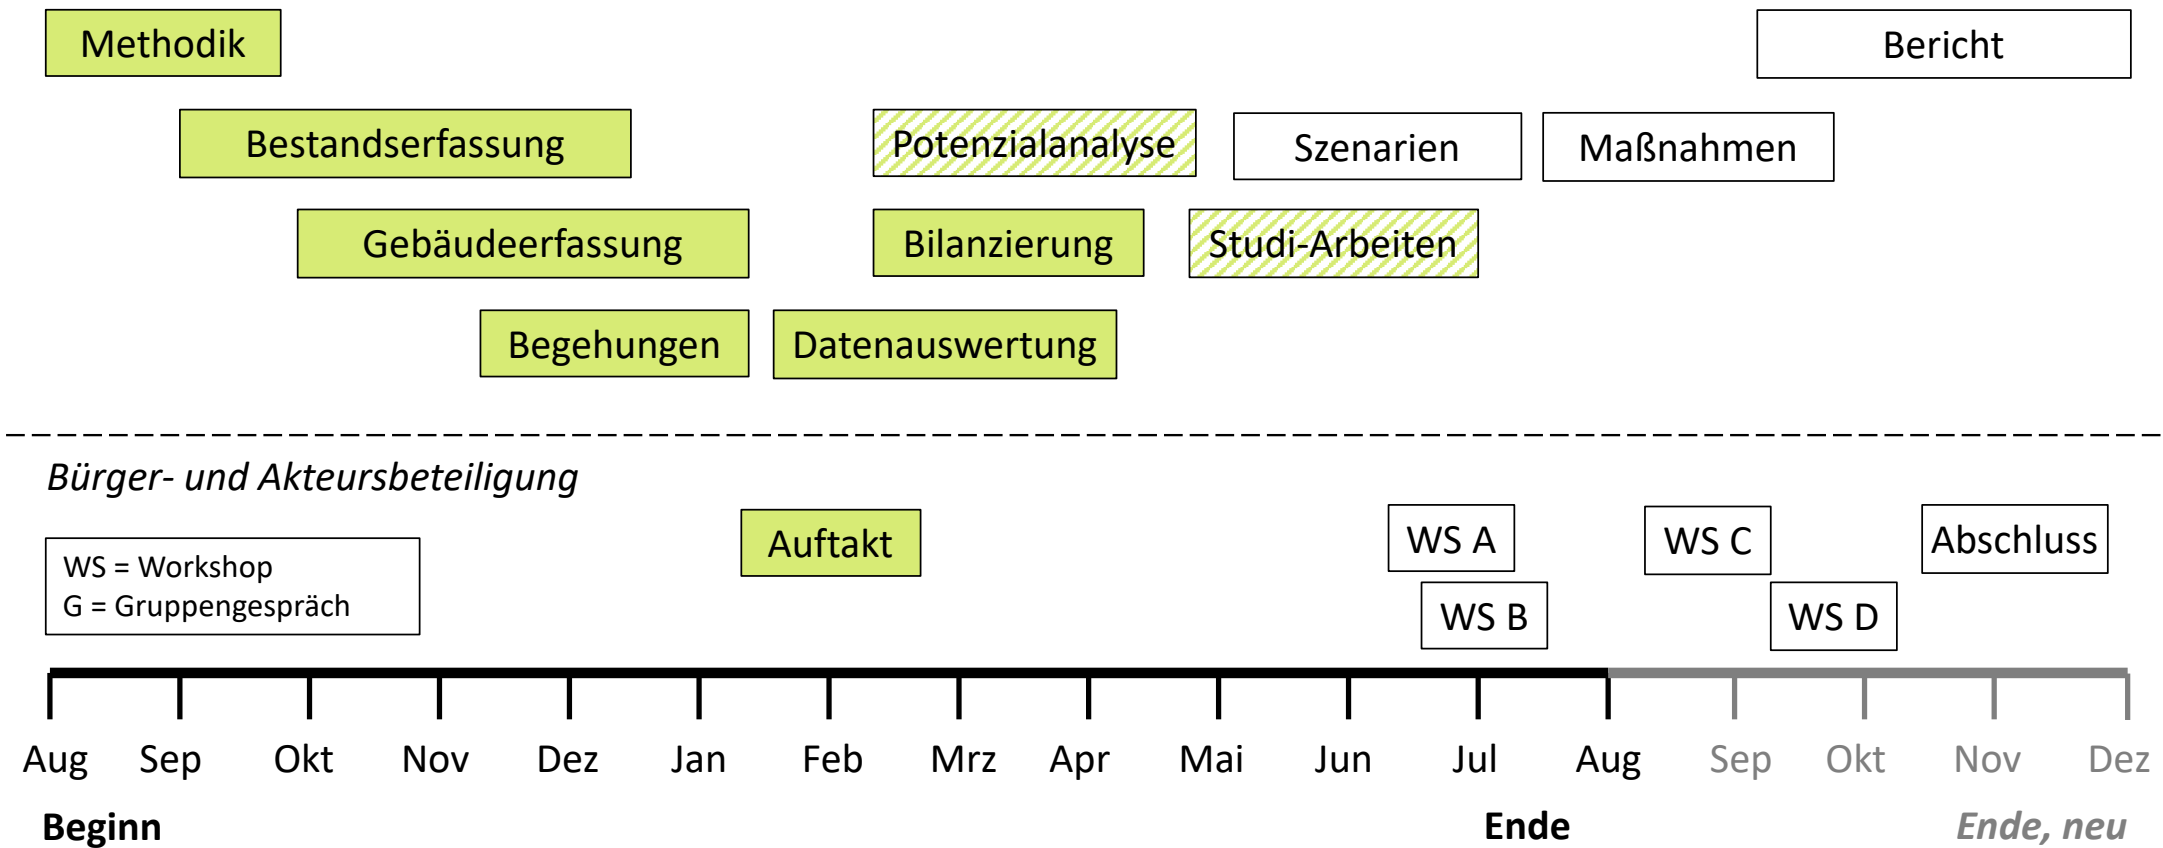 Methodik
Bericht
Bestandserfassung
Potenzialanalyse
Szenarien
Maßnahmen
Gebäudeerfassung
Bilanzierung
Studi-Arbeiten
Begehungen
Datenauswertung
Bürger- und Akteursbeteiligung
WS = Workshop
G = Gruppengespräch
Auftakt
WS A
WS B
WS C
WS D
Abschluss
Aug Sep Okt Nov Dez Jan Feb Mrz Apr Mai Jun Jul Aug Sep Okt Nov Dez
Beginn Ende Ende, neu